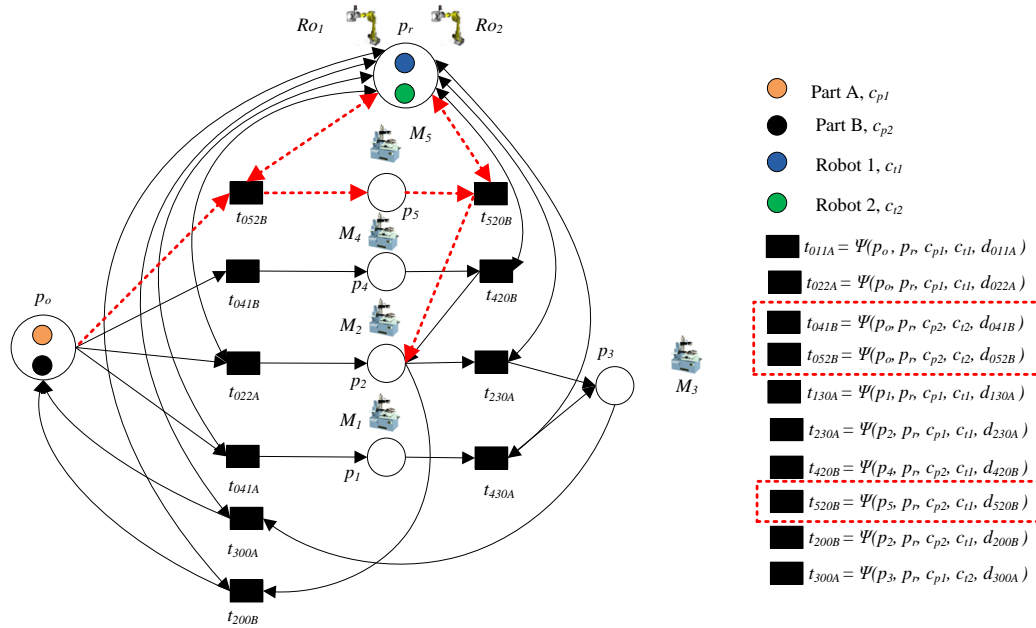 Ro1 pr Ro2
M5
t052B p5 t520B
M4
t041B p4 t420B
po
M2
t022A p2 t230A
p3
M3
M1
t041A p1 t430A
t300A
t200B
Part A, cp1
Part B, cp2
Robot 1, ct1
Robot 2, ct2
t011A = Ψ(po, pr, cp1, ct1, d011A)
t022A = Ψ(po, pr, cp1, ct1, d022A)
t041B = Ψ(po, pr, cp2, ct2, d041B)
t052B = Ψ(po, pr, cp2, ct2, d052B)
t130A = Ψ(p1, pr, cp1, ct1, d130A)
t230A = Ψ(p2, pr, cp1, ct1, d230A)
t420B = Ψ(p4, pr, cp2, ct1, d420B)
t520B = Ψ(p5, pr, cp2, ct1, d520B)
t200B = Ψ(p2, pr, cp2, ct1, d200B)
t300A = Ψ(p3, pr, cp1, ct2, d300A)